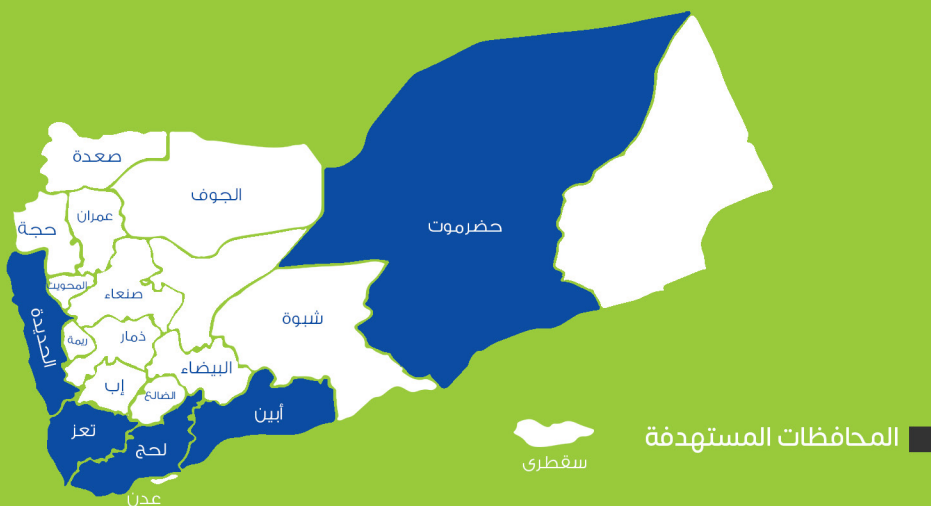 صعدة
الجوف
عمران
حجة
حضرموت
المحويت
صنعاء
الحديدة
شبوة
ذمار
ريمة
البيضاء
إب
الضالع
أبين
تعز
لحج
المحافظات المستهدفة
سقطرى
عدن